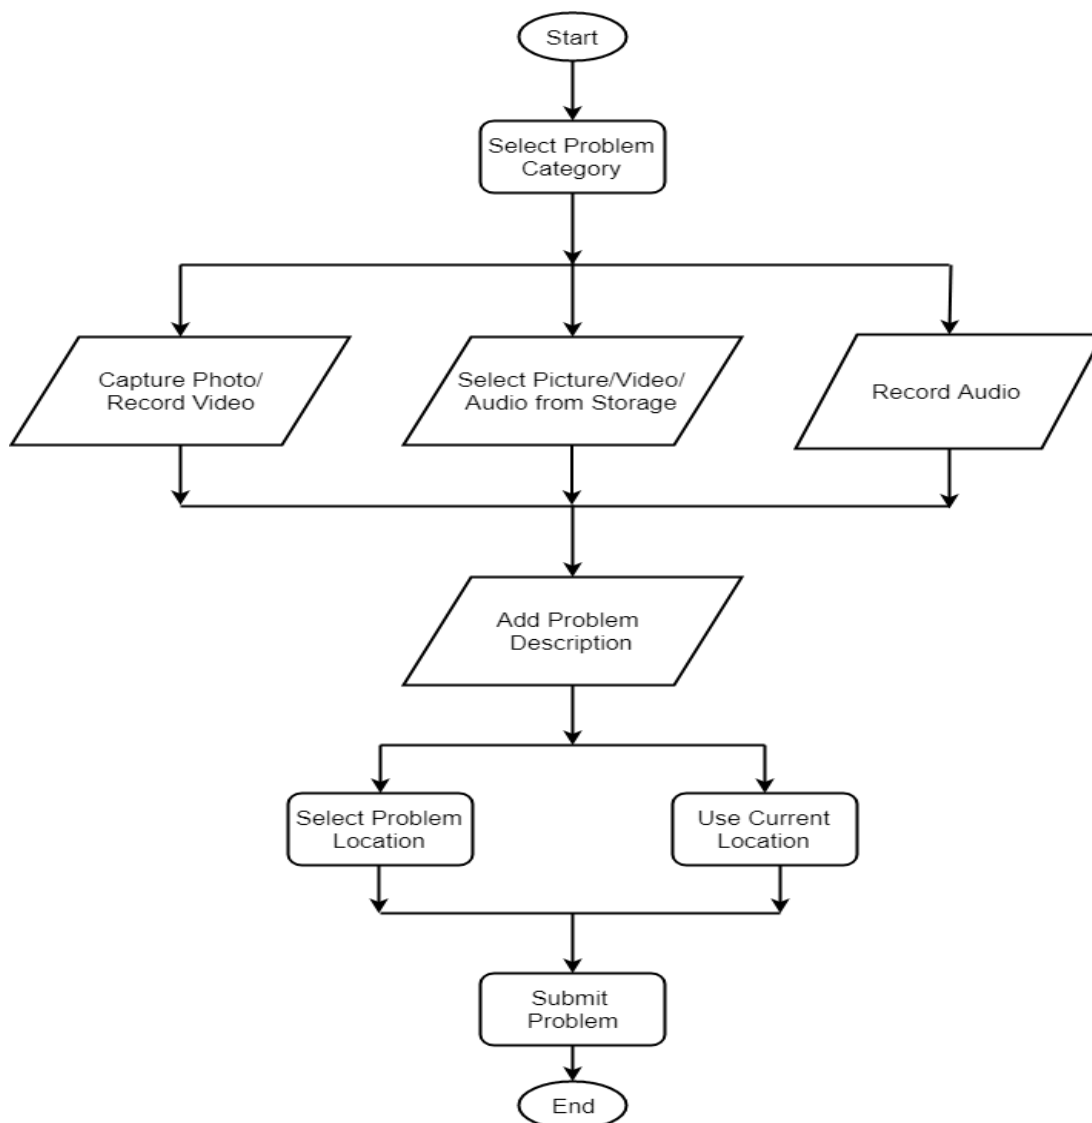 Start
Select Problem
Category
Capture Photo/
Record Video
Select Picture/Video/
Audio from Storage
Record Audio
Add Problem
Description
Select Problem
Location
Use Current
Location
Submit
Problem
End